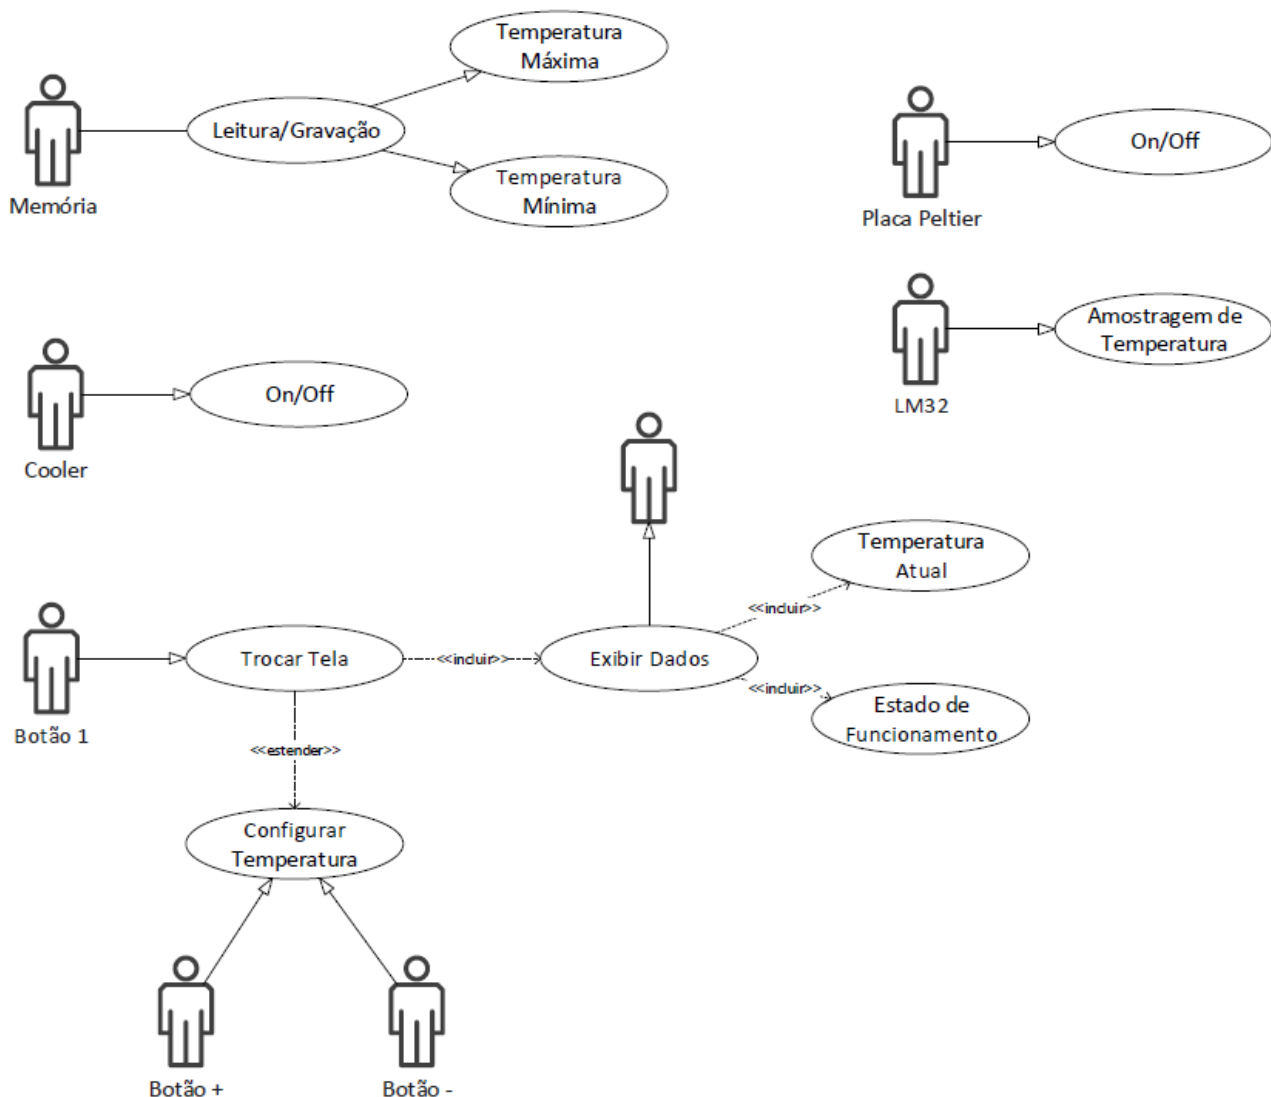 Temperatura
Máxima
Leitura/Gravação
Temperatura
Mínima
Memória
On/Off
Placa Peltier
Amostragem de
Temperatura
LM32
On/Off
Cooler
Temperatura
Atual
<<incluir>>
Trocar Tela
<<incluir>>
Exibir Dados
<<incluir>>
Estado de
Funcionamento
Botão 1
<<estender>>
Configurar
Temperatura
Botão +
Botão -